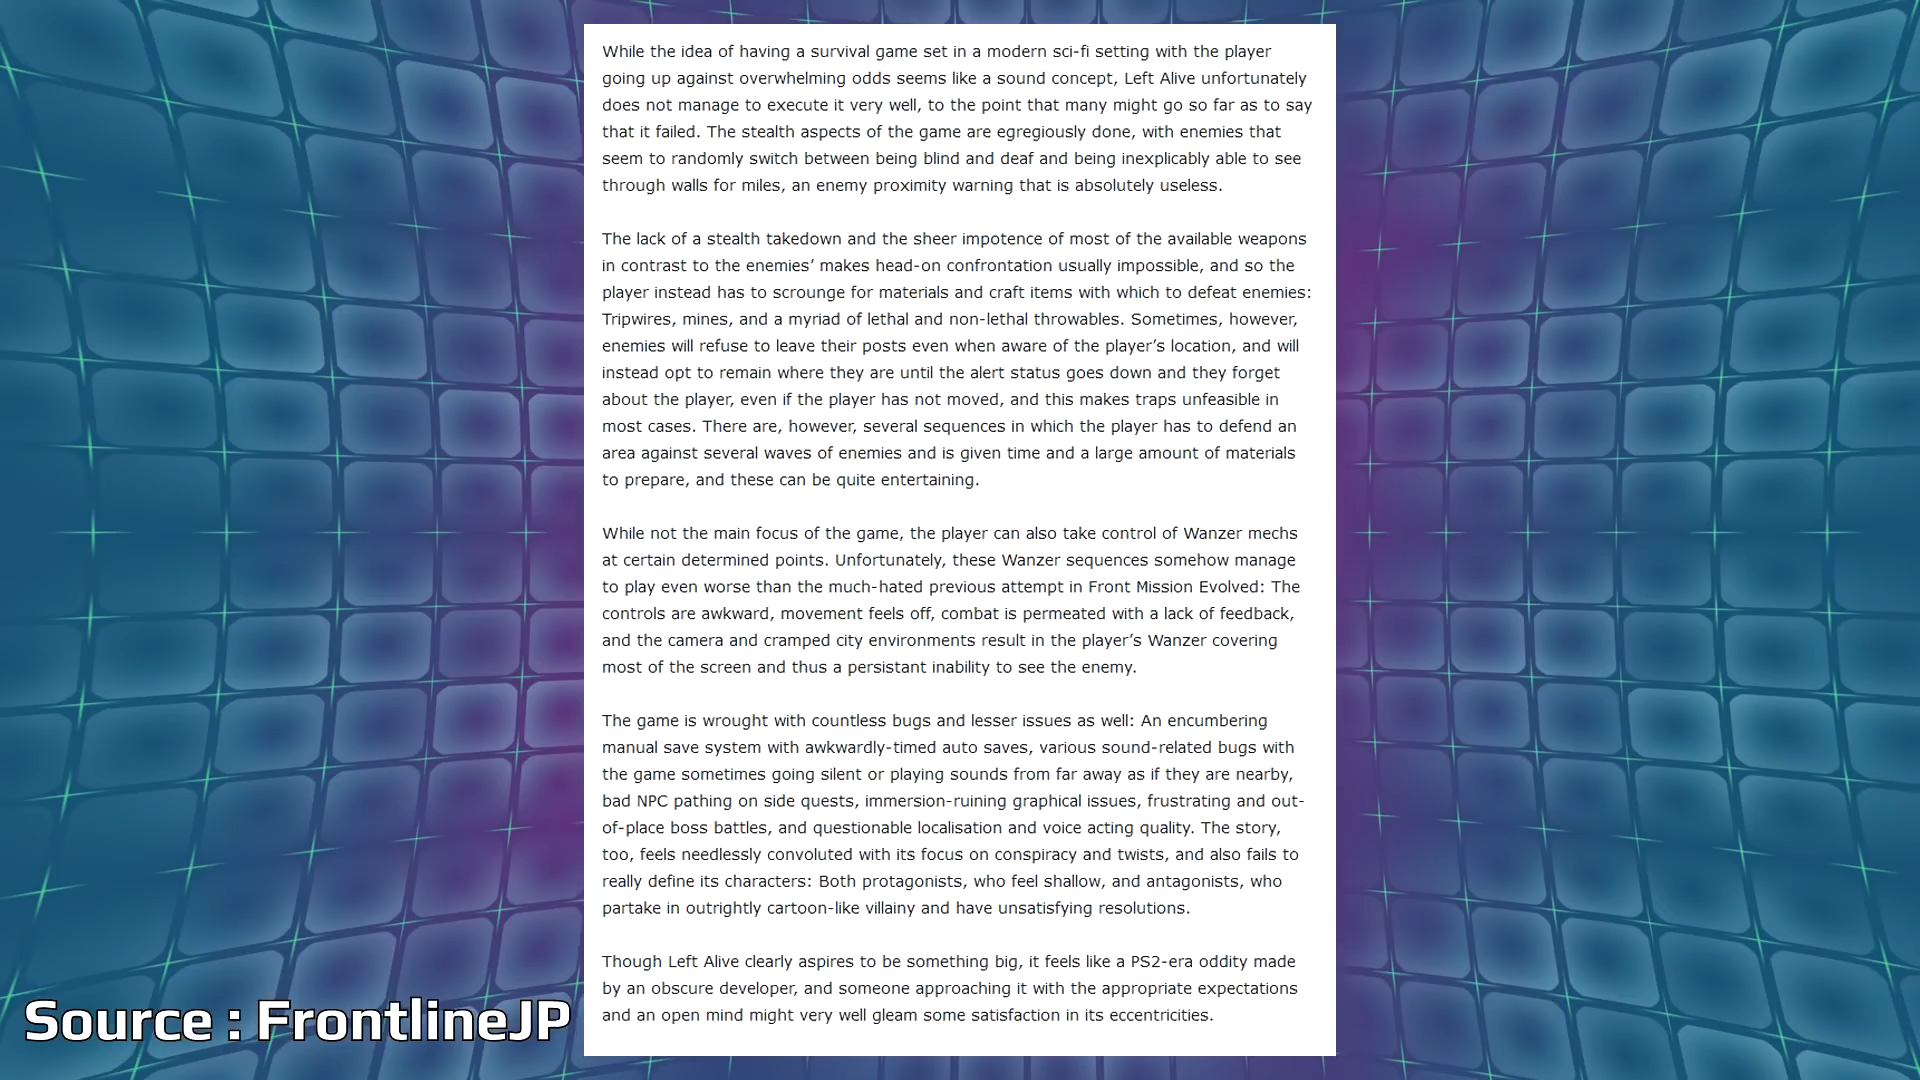 While the idea of having a survival game set in a modern sci-fi setting with the player
going up against overwhelming odds seems like a sound concept, Left Alive unfortunately
does not manage to execute it very well, to the point that many might go so far as to say
that it failed. The stealth aspects of the game are egregiously done, with enemies that
seem to randomly switch between being blind and deaf and being inexplicably able to see
through walls for miles, an enemy proximity warning that is absolutely useless.
The lack of a stealth takedown and the sheer impotence of most of the available weapons
in contrast to the enemies’ makes head-on confrontation usually impossible, and so the
player instead has to scrounge for materials and craft items with which to defeat enemies:
Tripwires, mines, and a myriad of lethal and non-lethal throwables. Sometimes, however,
enemies will refuse to leave their posts even when aware of the player’s location, and will
instead opt to remain where they are until the alert status goes down and they forget
about the player, even if the player has not moved, and this makes traps unfeasible in
most cases. There are, however, several sequences in which the player has to defend an
area against several waves of enemies and is given time and a large amount of materials
to prepare, and these can be quite entertaining.
While not the main focus of the game, the player can also take control of Wanzer mechs
at certain determined points. Unfortunately, these Wanzer sequences somehow manage
to play even worse than the much-hated previous attempt in Front Mission Evolved: The
controls are awkward, movement feels off, combat is permeated with a lack of feedback,
and the camera and cramped city environments result in the player’s Wanzer covering
most of the screen and thus a persistant inability to see the enemy.
The game is wrought with countless bugs and lesser issues as well: An encumbering
manual save system with awkwardly-timed auto saves, various sound-related bugs with
the game sometimes going silent or playing sounds from far away as if they are nearby,
bad NPC pathing on side quests, immersion-ruining graphical issues, frustrating and out-
of-place boss battles, and questionable localisation and voice acting quality. The story,
too, feels needlessly convoluted with its focus on conspiracy and twists, and also fails to
really define its characters: Both protagonists, who feel shallow, and antagonists, who
partake in outrightly cartoon-like villainy and have unsatisfying resolutions.
Though Left Alive clearly aspires to be something big, it feels like a PS2-era oddity made
by an obscure developer, and someone approaching it with the appropriate expectations
and an open mind might very well gleam some satisfaction in its eccentricities.
Source : FrontlineJP